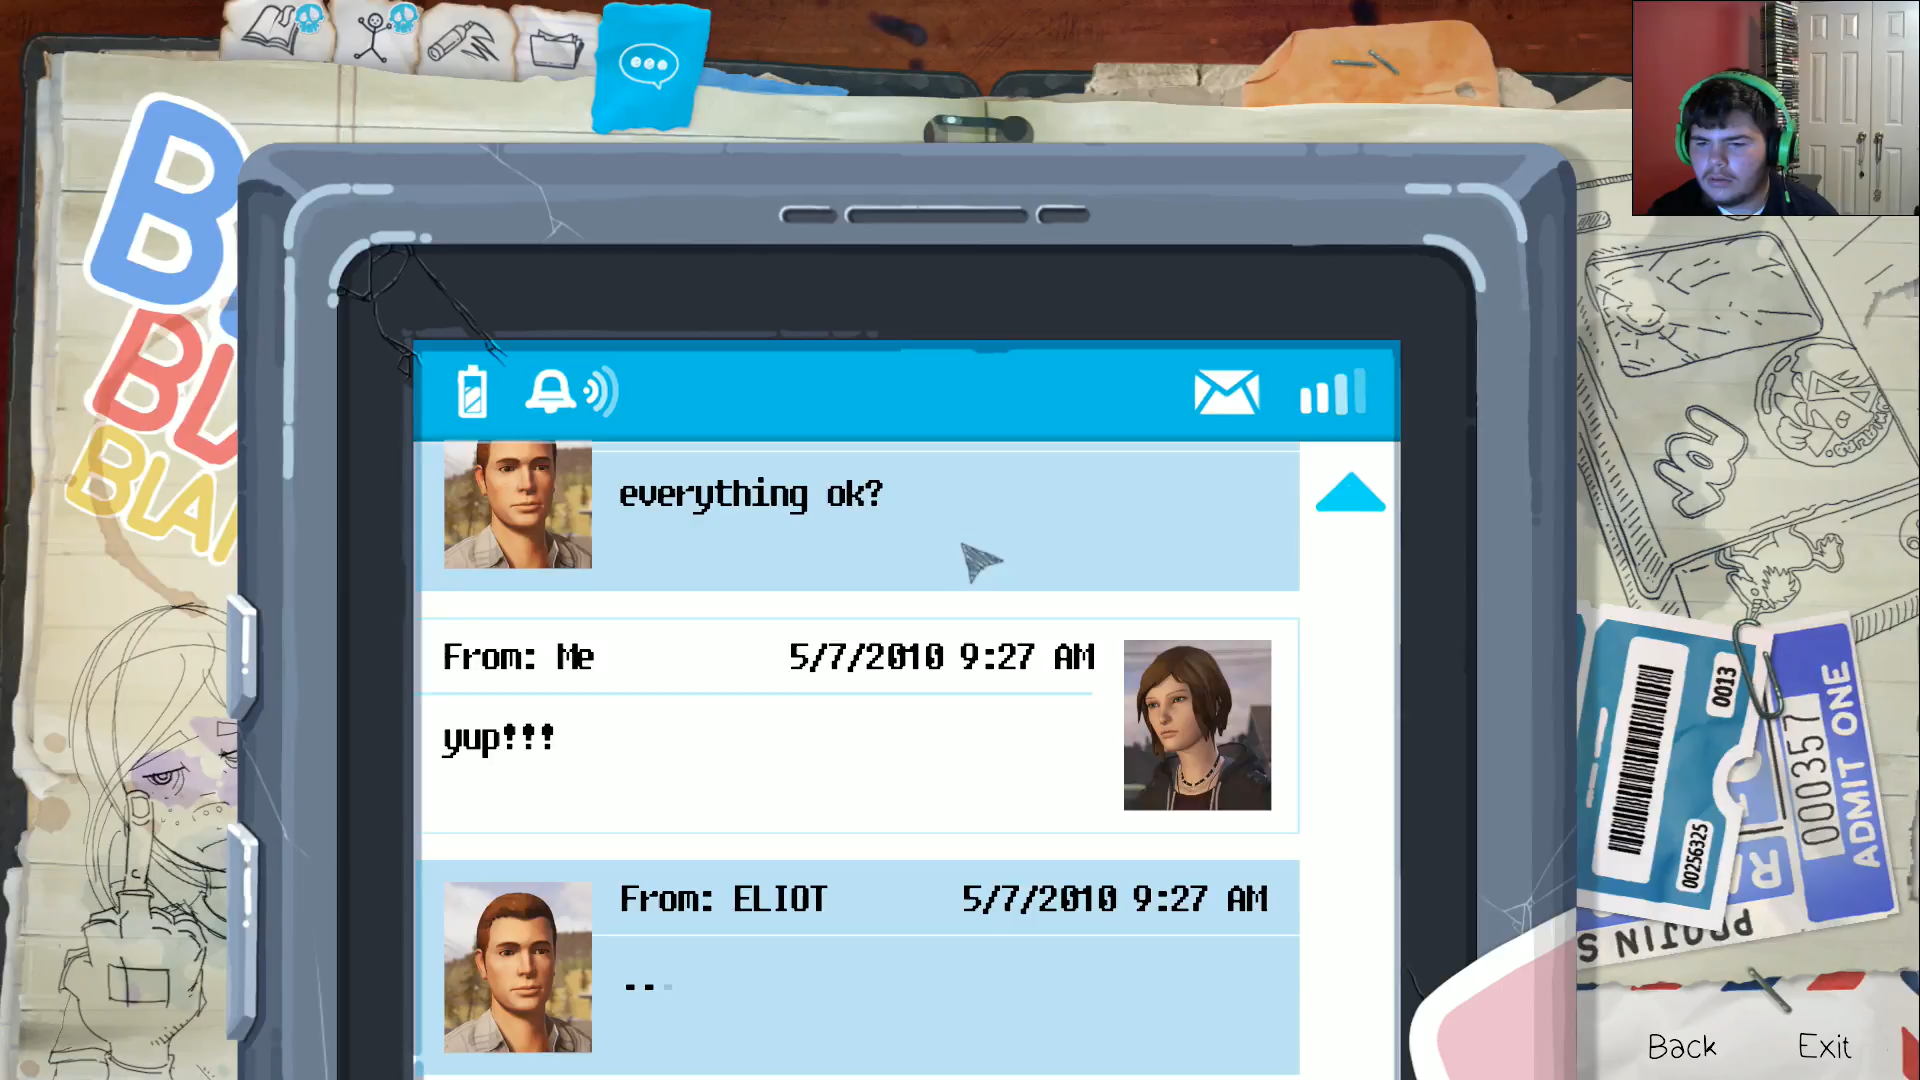 everything ok?
From: Me 5/7/2010 9:27 AM
yup!!!
From: ELIOT 5/7/2010 9:27 AM
...
0013
00256325
000357
ADMIT ONE
Back
Exit